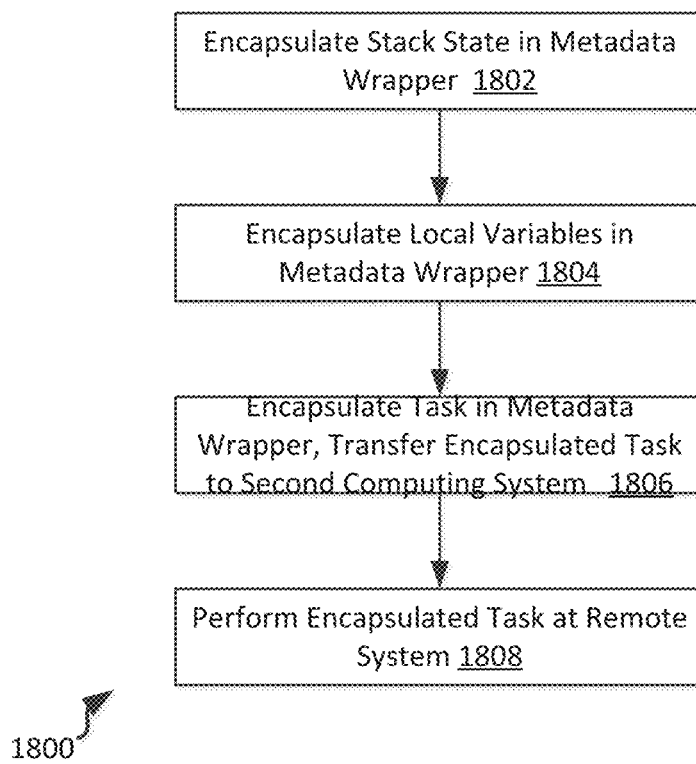 Encapsulate Stack State in Metadata
Wrapper 1802
Encapsulate Local Variables in
Metadata Wrapper 1804
Encapsulate Task in Metadata
Wrapper, Transfer Encapsulated Task
to Second Computing System 1806
Perform Encapsulated Task at Remote
System 1808
1800